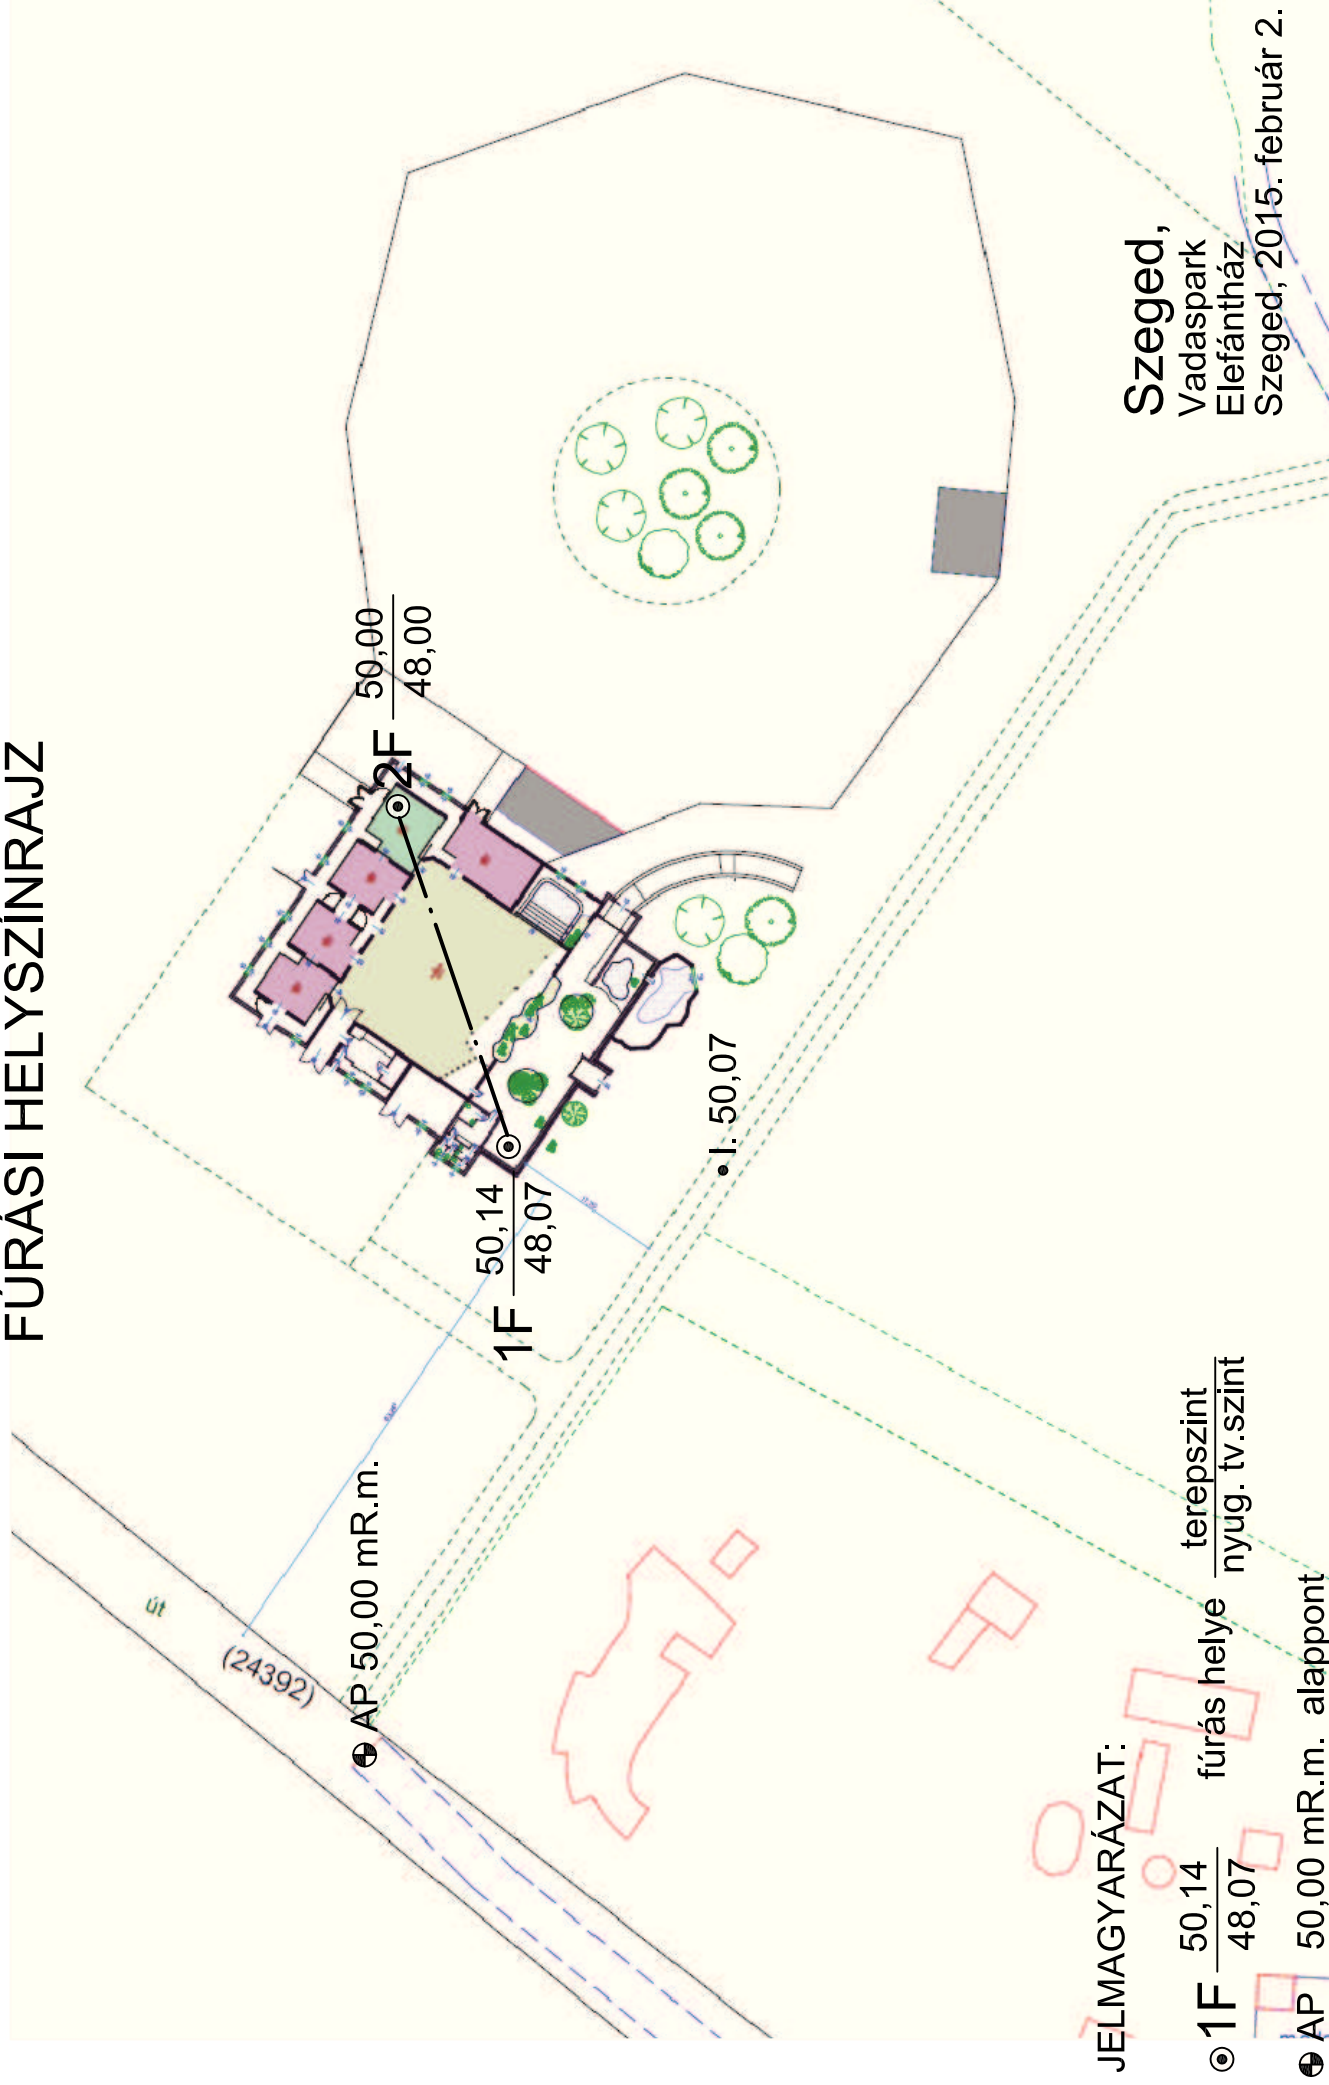 FÚRÁSI HELYSZÍNRAJZ
út
(24392)
AP 50,00 mR.m.
1F 50,14
48,07
2F 50,00
48,00
I. 50,07
Szeged,
Vadaspark
Elefántház
Szeged, 2015. február 2.
JELMAGYARÁZAT:
1F 50,14
48,07
fúrás helye
terepszint
nyug. tv.szint
AP 50,00 mR.m. alappont